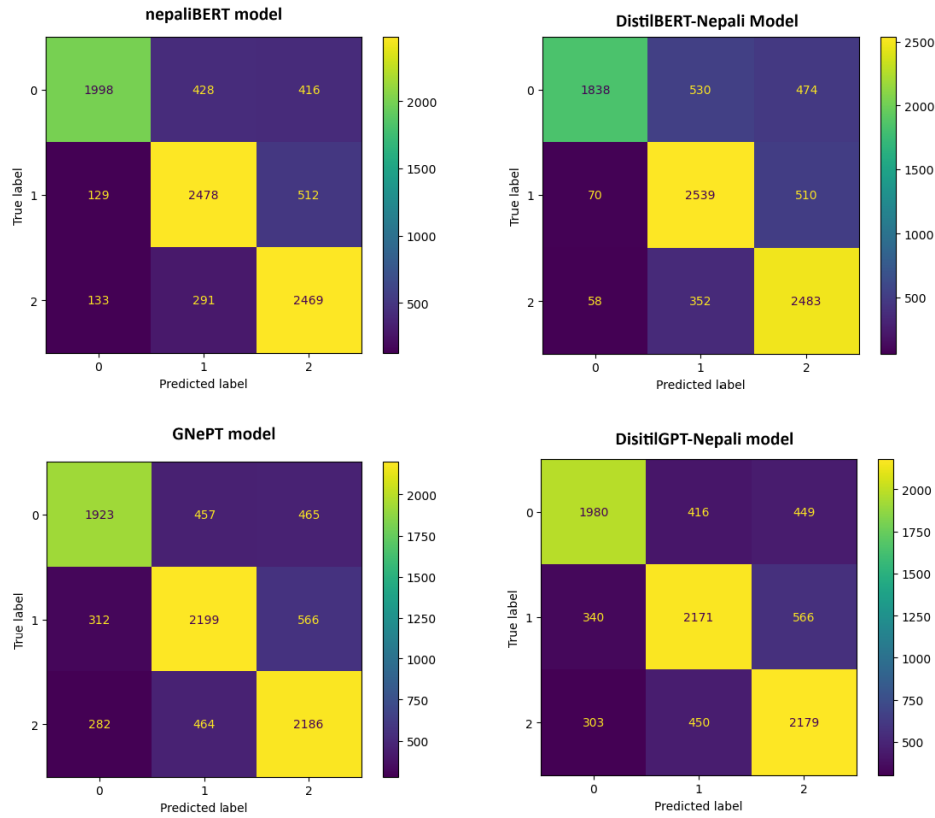 nepaliBERT model
0 1998 428 416
1 129 2478 512
2 133 291 2469
0 1 2
Predicted label
True label
2000
1500
1000
500
DistilBERT-Nepali Model
0 1838 530 474
1 70 2539 510
2 58 352 2483
0 1 2
Predicted label
True label
2500
2000
1500
1000
500
GNePT model
0 1923 457 465
1 312 2199 566
2 282 464 2186
0 1 2
Predicted label
True label
2000
1750
1500
1250
1000
750
500
DisitilGPT-Nepali model
0 1980 416 449
1 340 2171 566
2 303 450 2179
0 1 2
Predicted label
True label
2000
1750
1500
1250
1000
750
500